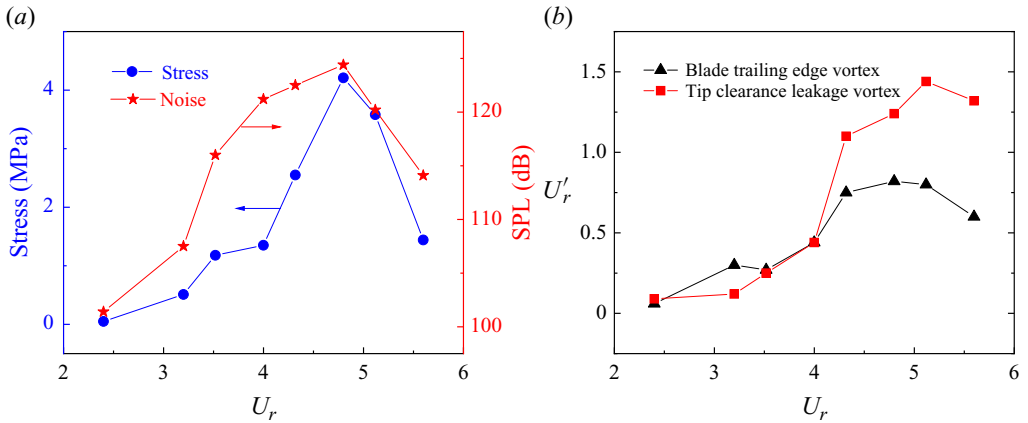 (a)
Stress
Noise
Stress (MPa)
4
2
0
120
110
100
SPL (dB)
2
3
4
5
6
U_r
(b)
Blade trailing edge vortex
Tip clearance leakage vortex
U′_r
1.5
1.0
0.5
0
2
3
4
5
6
U_r